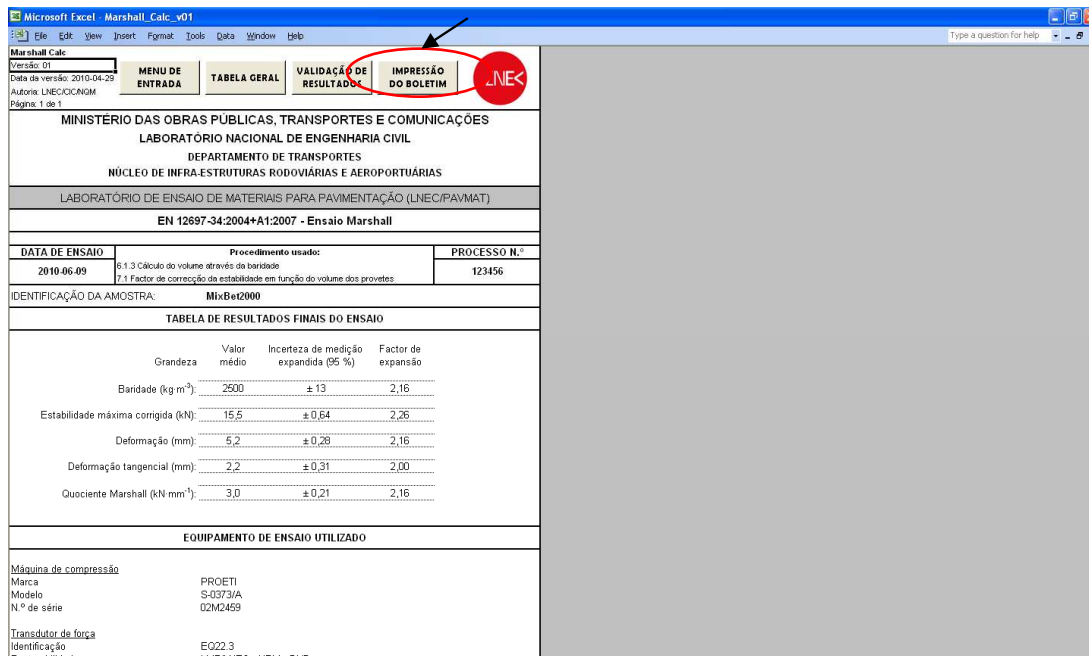 Microsoft Excel - Marshall_Calc_v01
File Edit View Insert Format Tools Data Window Help
Type a question for help
Marshall Calc
Versão: 01
Data da versão: 2010-04-29
Autoria: LNEC/CIC/NQM
Página: 1 de 1
MENU DE ENTRADA
TABELA GERAL
VALIDAÇÃO DE RESULTADOS
IMPRESSÃO DO BOLETIM
LNEC
MINISTÉRIO DAS OBRAS PÚBLICAS, TRANSPORTES E COMUNICAÇÕES
LABORATÓRIO NACIONAL DE ENGENHARIA CIVIL
DEPARTAMENTO DE TRANSPORTES
NÚCLEO DE INFRA-ESTRUTURAS RODOVIÁRIAS E AEROPORTUÁRIAS
LABORATÓRIO DE ENSAIO DE MATERIAIS PARA PAVIMENTAÇÃO (LNEC/PAVMAT)
EN 12697-34:2004+A1:2007 - Ensaio Marshall
DATA DE ENSAIO Procedimento usado: PROCESSO N.º
6.1.3 Cálculo do volume através da baridade
2010-06-09 123456
7.1 Factor de correcção da estabilidade em função do volume dos provetes
IDENTIFICAÇÃO DA AMOSTRA: MixBet2000
TABELA DE RESULTADOS FINAIS DO ENSAIO
Valor Incerteza de medição Factor de
Grandeza médio expandida (95 %) expansão
Baridade (kg·m-3): 2500 ± 13 2,16
Estabilidade máxima corrigida (kN): 15,5 ± 0,64 2,26
Deformação (mm): 5,2 ± 0,28 2,16
Deformação tangencial (mm): 2,2 ± 0,31 2,00
Quociente Marshall (kN·mm-1): 3,0 ± 0,21 2,16
EQUIPAMENTO DE ENSAIO UTILIZADO
Máquina de compressão
Marca PROETI
Modelo S-0373/A
N.º de série 02M2459
Transdutor de força
Identificação EQ22.3